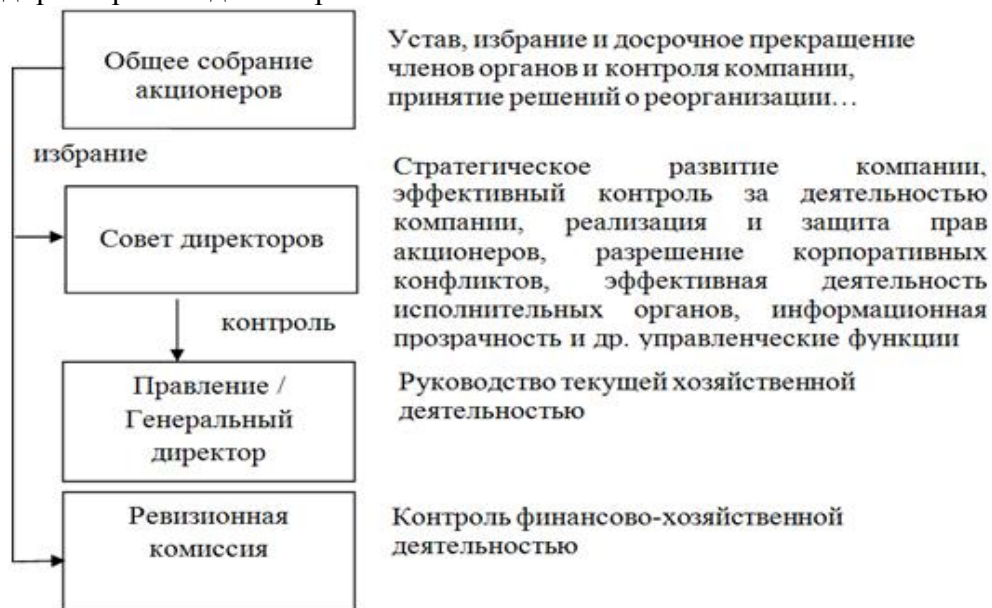 Общее собрание
акционеров
Устав, избрание и досрочное прекращение
членов органов и контроля компании,
принятие решений о реорганизации…
избрание
Совет директоров
Стратегическое развитие компании,
эффективный контроль за деятельностью
компании, реализация и защита прав
акционеров, разрешение корпоративных
конфликтов, эффективная деятельность
исполнительных органов, информационная
прозрачность и др. управленческие функции
контроль
Правление /
Генеральный
директор
Руководство текущей хозяйственной
деятельностью
Ревизионная
комиссия
Контроль финансово-хозяйственной
деятельностью